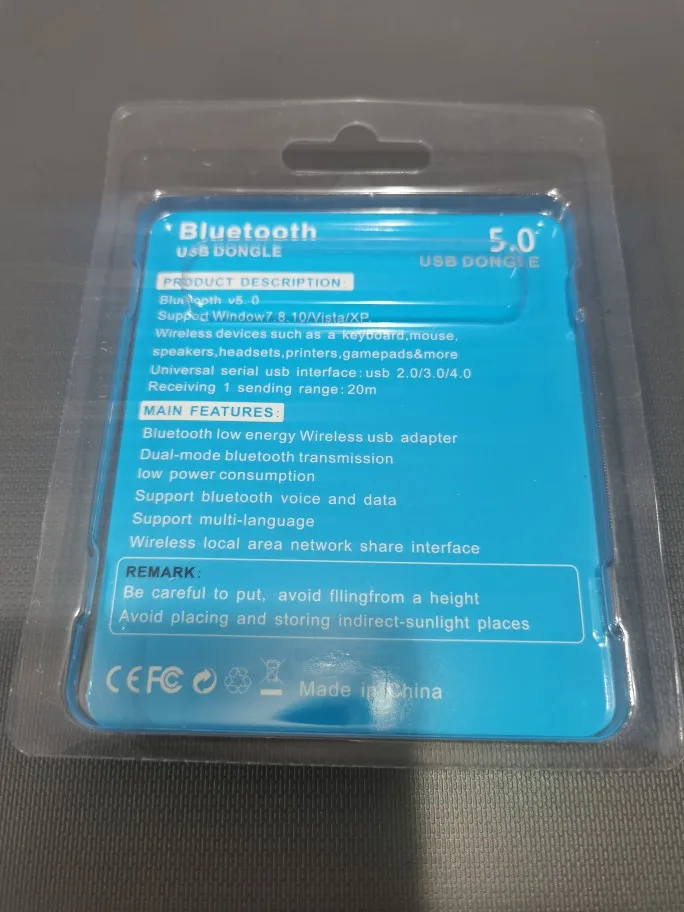 Bluetooth
USB DONGLE
5.0
USB DONGLE
PRODUCT DESCRIPTION:
Bluetooth v5.0
Support Window7.8.10/Vista/XP.
Wireless devices such as a keyboard,mouse,
speakers,headsets,printers,gamepads&more
Universal serial usb interface:usb 2.0/3.0/4.0
Receiving 1 sending range:20m
MAIN FEATURES:
Bluetooth low energy Wireless usb adapter
Dual-mode bluetooth transmission
low power consumption
Support bluetooth voice and data
Support multi-language
Wireless local area network share interface
REMARK:
Be careful to put, avoid fllingfrom a height
Avoid placing and storing indirect-sunlight places
CE FC Made in China